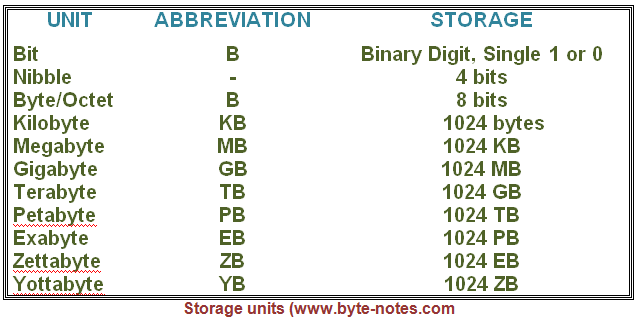 UNIT ABBREVIATION STORAGE
Bit B Binary Digit, Single 1 or 0
Nibble - 4 bits
Byte/Octet B 8 bits
Kilobyte KB 1024 bytes
Megabyte MB 1024 KB
Gigabyte GB 1024 MB
Terabyte TB 1024 GB
Petabyte PB 1024 TB
Exabyte EB 1024 PB
Zettabyte ZB 1024 EB
Yottabyte YB 1024 ZB
Storage units (www.byte-notes.com